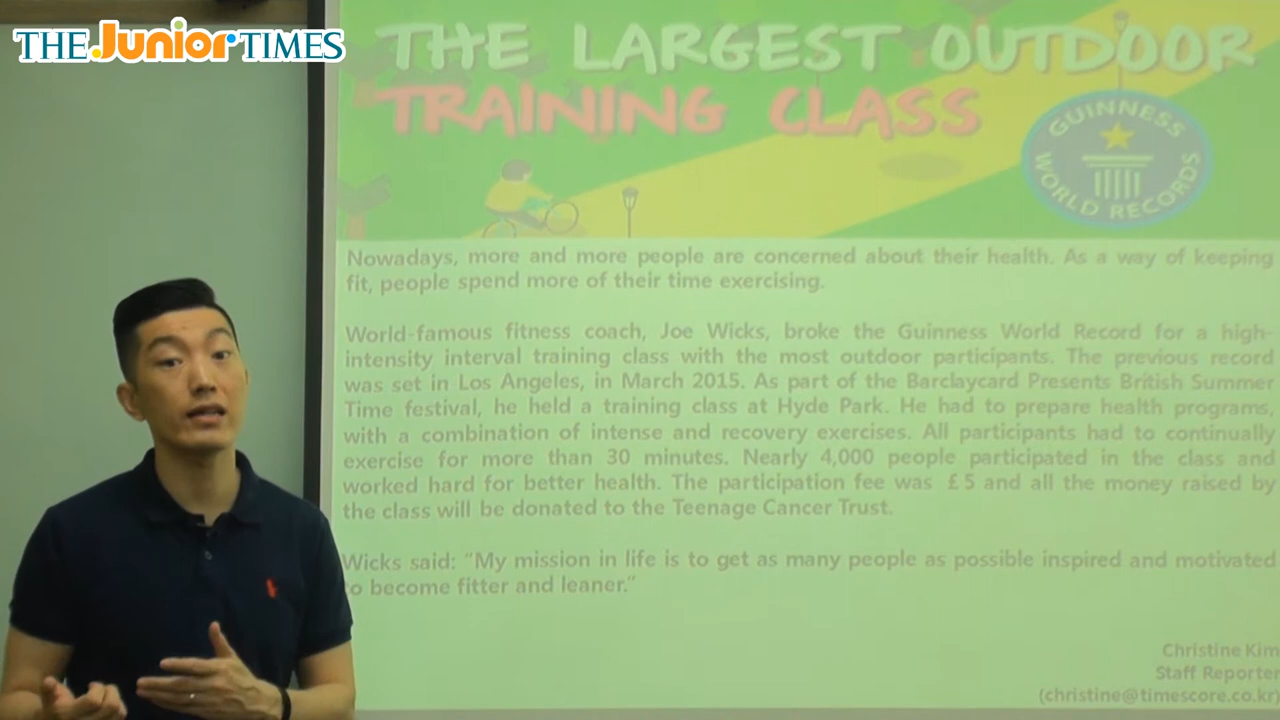 THE Junior TIMES
THE LARGEST OUTDOOR
TRAINING CLASS
GUINNESS
WORLD RECORDS
Nowadays, more and more people are concerned about their health. As a way of keeping
fit, people spend more of their time exercising.
World-famous fitness coach, Joe Wicks, broke the Guinness World Record for a high-
intensity interval training class with the most outdoor participants. The previous record
was set in Los Angeles, in March 2015. As part of the Barclaycard Presents British Summer
Time festival, he held a training class at Hyde Park. He had to prepare health programs,
with a combination of intense and recovery exercises. All participants had to continually
exercise for more than 30 minutes. Nearly 4,000 people participated in the class and
worked hard for better health. The participation fee was £5 and all the money raised by
the class will be donated to the Teenage Cancer Trust.
Wicks said: “My mission in life is to get as many people as possible inspired and motivated
to become fitter and leaner.”
Christine Kim
Staff Reporter
(christine@timescore.co.kr)